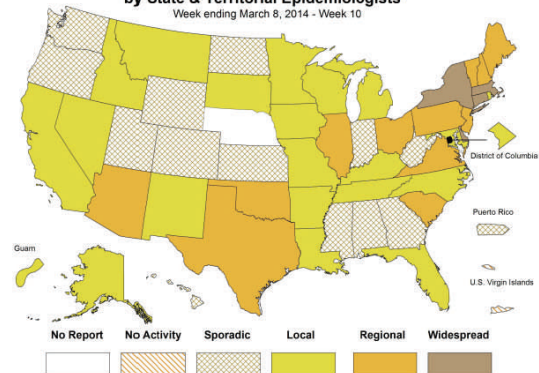 by State & Territorial Epidemiologists
Week ending March 8, 2014 - Week 10
District of Columbia
Puerto Rico
Guam
U.S. Virgin Islands
No Report
No Activity
Sporadic
Local
Regional
Widespread